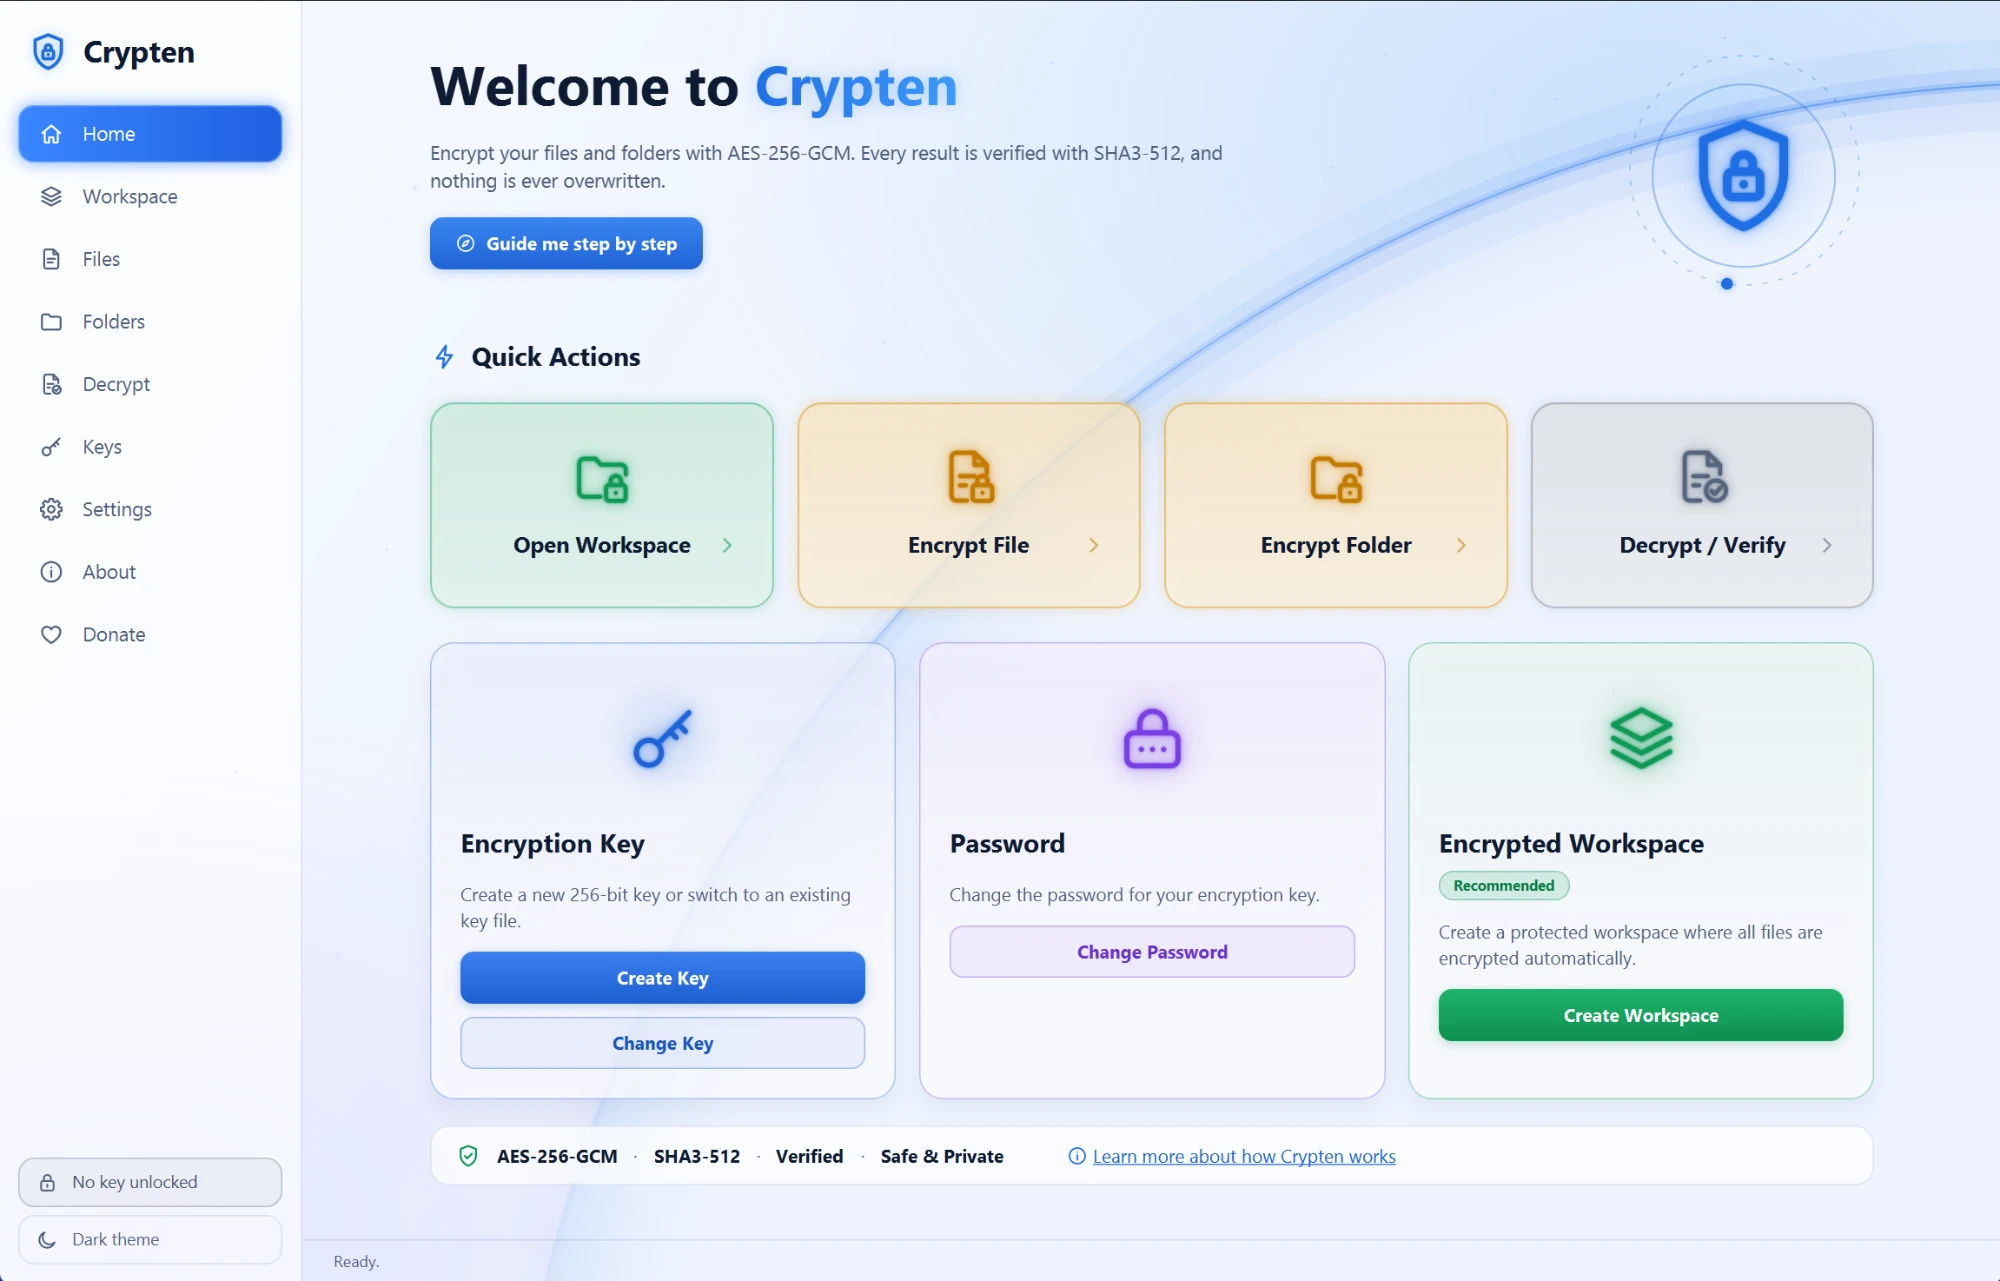 Crypten
Home
Workspace
Files
Folders
Decrypt
Keys
Settings
About
Donate
No key unlocked
Dark theme
Welcome to Crypten
Encrypt your files and folders with AES-256-GCM. Every result is verified with SHA3-512, and
nothing is ever overwritten.
Guide me step by step
Quick Actions
Open Workspace
Encrypt File
Encrypt Folder
Decrypt / Verify
Encryption Key
Create a new 256-bit key or switch to an existing
key file.
Create Key
Change Key
Password
Change the password for your encryption key.
Change Password
Encrypted Workspace
Recommended
Create a protected workspace where all files are
encrypted automatically.
Create Workspace
AES-256-GCM · SHA3-512 · Verified · Safe & Private Learn more about how Crypten works
Ready.